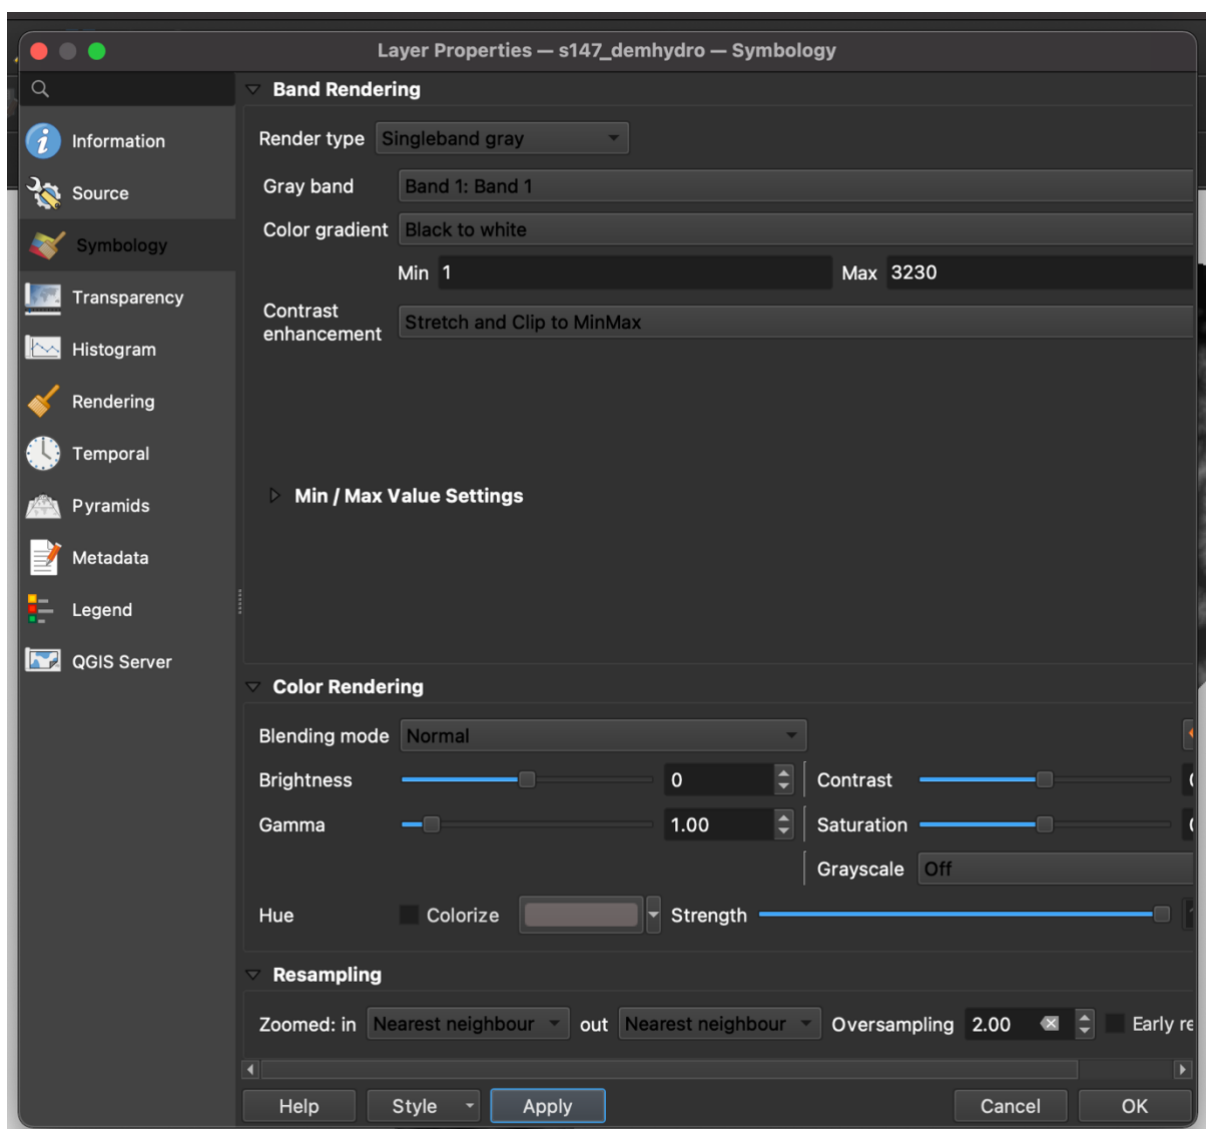 Layer Properties — s147_demhydro — Symbology
Information
Source
Symbology
Transparency
Histogram
Rendering
Temporal
Pyramids
Metadata
Legend
QGIS Server
Band Rendering
Render type Singleband gray
Gray band Band 1: Band 1
Color gradient Black to white
Min 1 Max 3230
Contrast
enhancement Stretch and Clip to MinMax
Min / Max Value Settings
Color Rendering
Blending mode Normal
Brightness 0 Contrast
Gamma 1.00 Saturation
Grayscale Off
Hue Colorize Strength
Resampling
Zoomed: in Nearest neighbour out Nearest neighbour Oversampling 2.00 Early
Help Style Apply Cancel OK